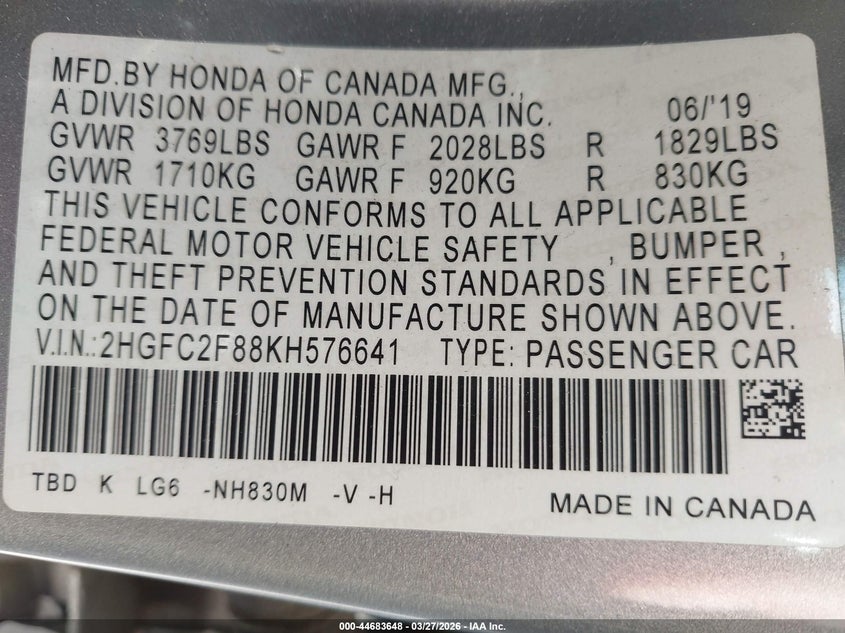 MFD.BY HONDA OF CANADA MFG.,
A DIVISION OF HONDA CANADA INC. 06/'19
GVWR 3769LBS GAWR F 2028LBS R 1829LBS
GVWR 1710KG GAWR F 920KG R 830KG
THIS VEHICLE CONFORMS TO ALL APPLICABLE
FEDERAL MOTOR VEHICLE SAFETY , BUMPER ,
AND THEFT PREVENTION STANDARDS IN EFFECT
ON THE DATE OF MANUFACTURE SHOWN ABOVE.
V.I.N.:2HGFC2F88KH576641 TYPE: PASSENGER CAR
TBD K LG6 -NH830M -V -H
MADE IN CANADA
000-44683648 - 03/27/2026 - IAA Inc.